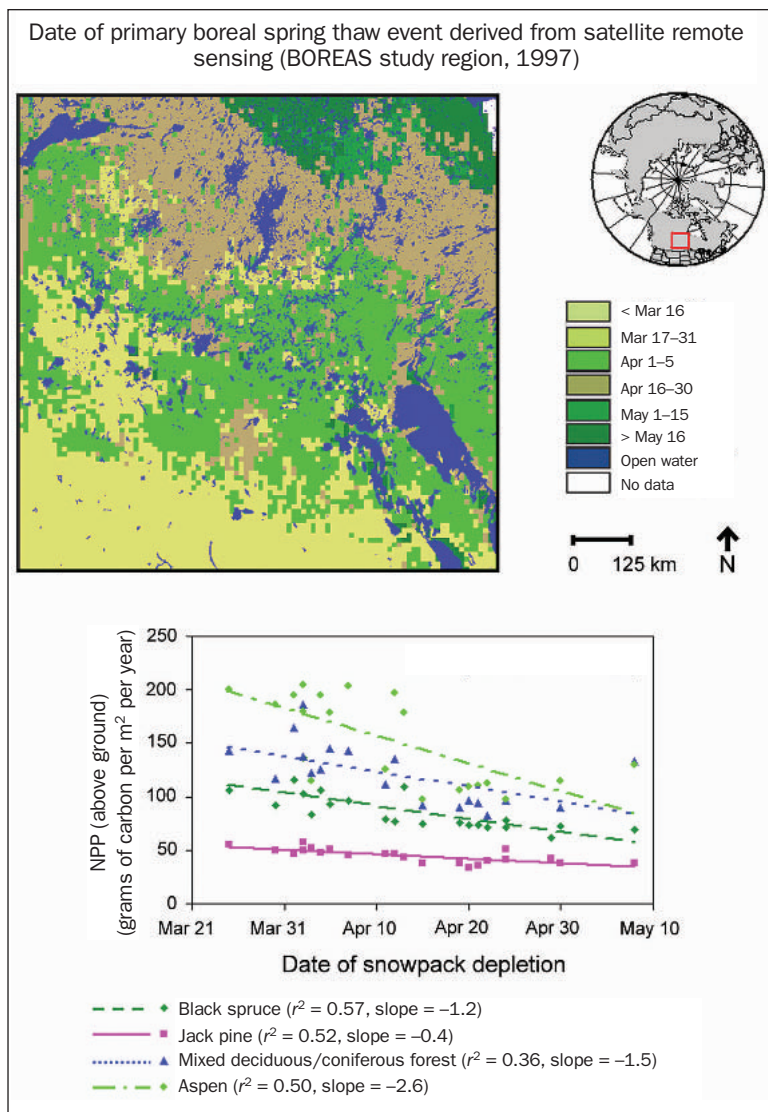 Date of primary boreal spring thaw event derived from satellite remote
sensing (BOREAS study region, 1997)
< Mar 16
Mar 17–31
Apr 1–5
Apr 16–30
May 1–15
> May 16
Open water
No data
0 125 km N
NPP (above ground)
(grams of carbon per m² per year)
250
200
150
100
50
0
Mar 21 Mar 31 Apr 10 Apr 20 Apr 30 May 10
Date of snowpack depletion
Black spruce (r² = 0.57, slope = –1.2)
Jack pine (r² = 0.52, slope = –0.4)
Mixed deciduous/coniferous forest (r² = 0.36, slope = –1.5)
Aspen (r² = 0.50, slope = –2.6)